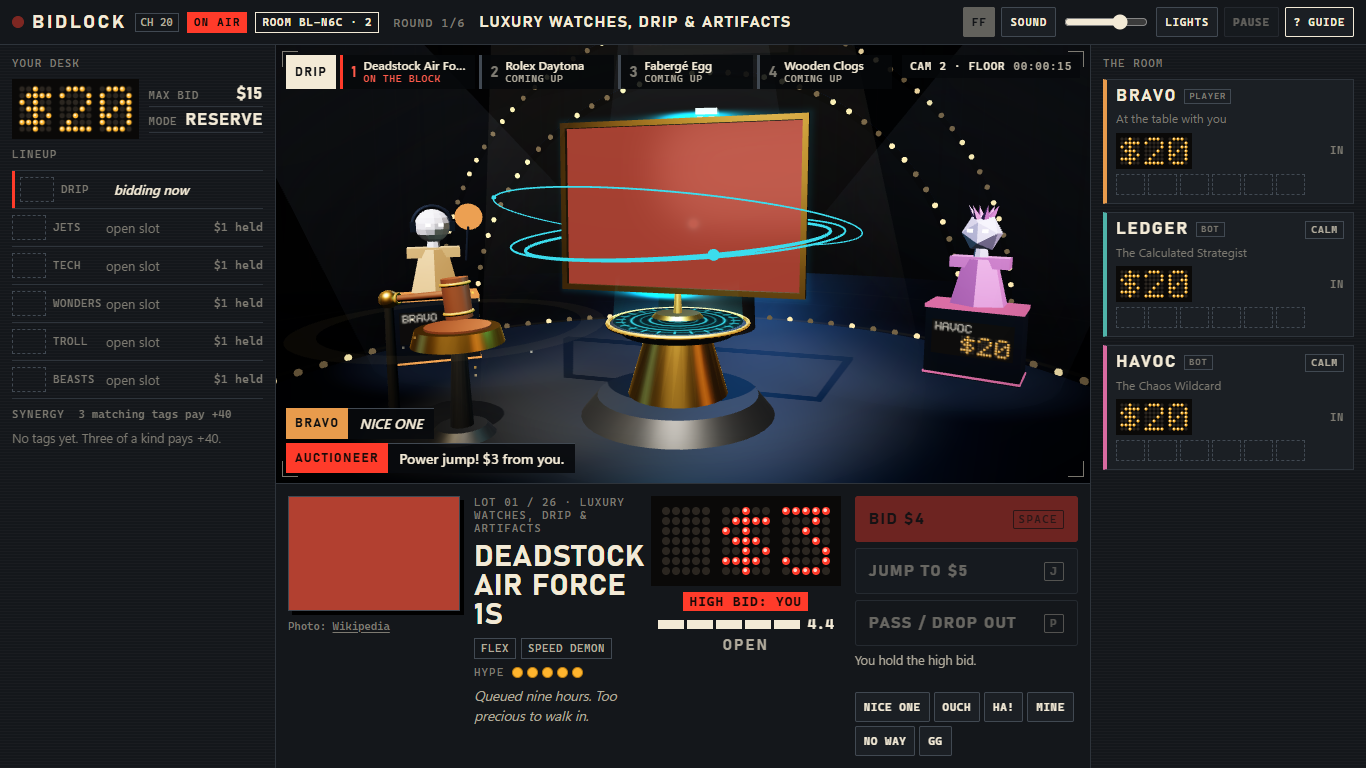 BIDLOCK
CH 20
ON AIR
ROOM BL-N6C · 2
ROUND 1/6
LUXURY WATCHES, DRIP & ARTIFACTS
FF
SOUND
LIGHTS
PAUSE
? GUIDE
YOUR DESK
$20
MAX BID $15
MODE RESERVE
LINEUP
DRIP bidding now
JETS open slot $1 held
TECH open slot $1 held
WONDERS open slot $1 held
TROLL open slot $1 held
BEASTS open slot $1 held
SYNERGY 3 matching tags pay +40
No tags yet. Three of a kind pays +40.
DRIP
1 Deadstock Air Fo...
ON THE BLOCK
2 Rolex Daytona
COMING UP
3 Fabergé Egg
COMING UP
4 Wooden Clogs
COMING UP
CAM 2 · FLOOR 00:00:15
BRAVO
HAVOC
$20
BRAVO NICE ONE
AUCTIONEER Power jump! $3 from you.
Photo: Wikipedia
LOT 01 / 26 · LUXURY
WATCHES, DRIP &
ARTIFACTS
DEADSTOCK
AIR FORCE
1S
FLEX SPEED DEMON
HYPE
Queued nine hours. Too
precious to walk in.
$3
HIGH BID: YOU
4.4
OPEN
BID $4 SPACE
JUMP TO $5 J
PASS / DROP OUT P
You hold the high bid.
NICE ONE OUCH HA! MINE
NO WAY GG
THE ROOM
BRAVO PLAYER
At the table with you
$20 IN
LEDGER BOT CALM
The Calculated Strategist
$20 IN
HAVOC BOT CALM
The Chaos Wildcard
$20 IN